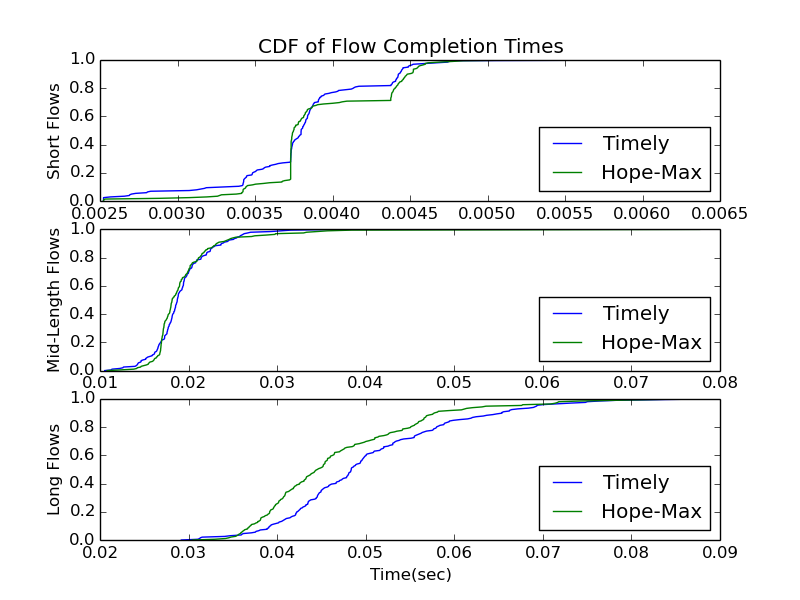 CDF of Flow Completion Times
Short Flows
1.0
0.8
0.6
0.4
0.2
0.0
Timely
Hope-Max
0.0025 0.0030 0.0035 0.0040 0.0045 0.0050 0.0055 0.0060 0.0065
Mid-Length Flows
1.0
0.8
0.6
0.4
0.2
0.0
Timely
Hope-Max
0.01 0.02 0.03 0.04 0.05 0.06 0.07 0.08
Long Flows
1.0
0.8
0.6
0.4
0.2
0.0
Timely
Hope-Max
0.02 0.03 0.04 0.05 0.06 0.07 0.08 0.09
Time(sec)